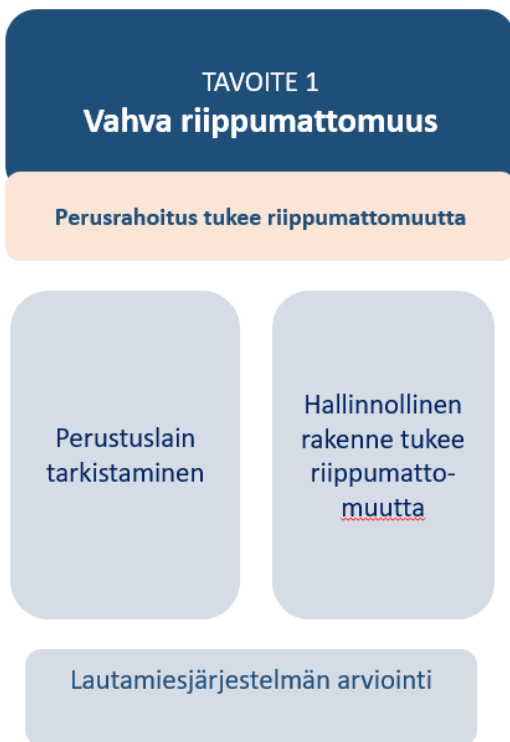 TAVOITE 1
Vahva riippumattomuus
Perusrahoitus tukee riippumattomuutta
Perustuslain
tarkistaminen
Hallinnollinen
rakenne tukee
riippumatto-
muutta
Lautamiesjärjestelmän arviointi